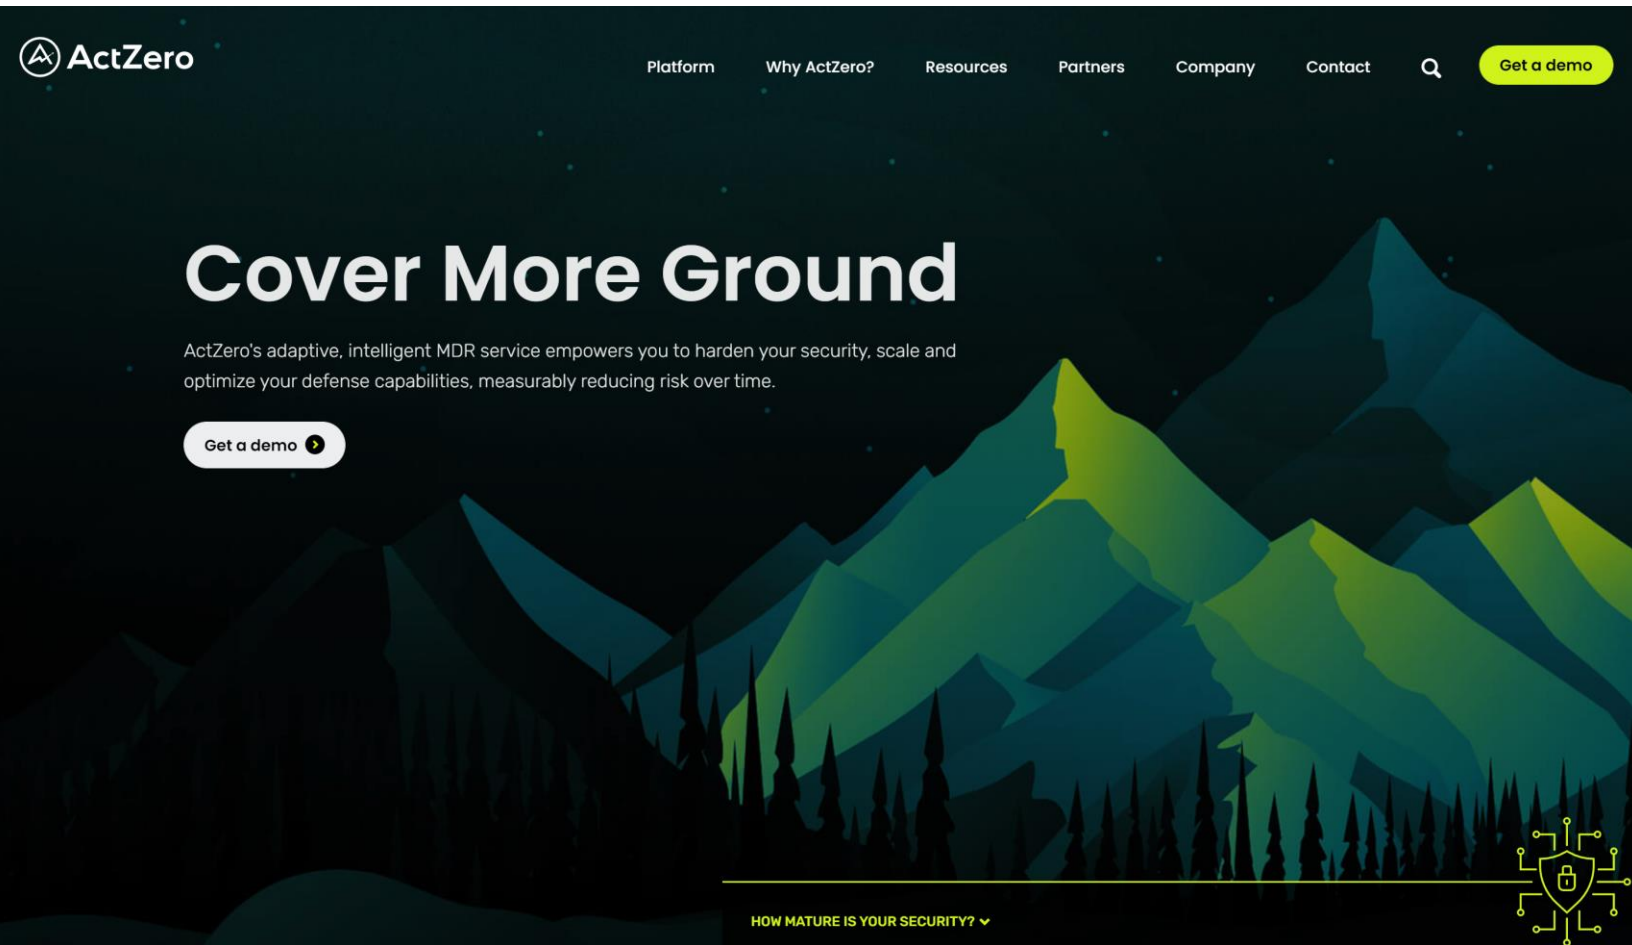 ActZero
Platform
Why ActZero?
Resources
Partners
Company
Contact
Get a demo
Cover More Ground
ActZero's adaptive, intelligent MDR service empowers you to harden your security, scale and
optimize your defense capabilities, measurably reducing risk over time.
Get a demo
HOW MATURE IS YOUR SECURITY?